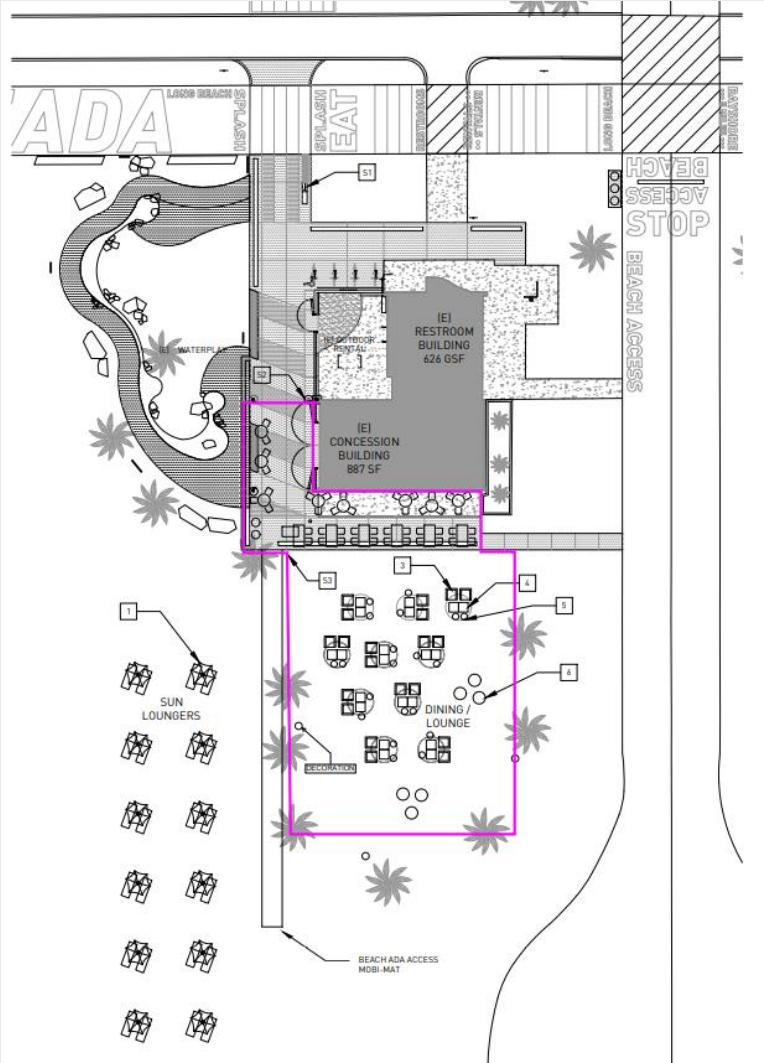 ADA
LONG BEACH
SPLASH
SPLASH
EAT
RESTROOMS
RENTALS
LONG BEACH
BAYSHORE
BEACH
ACCESS
STOP
BEACH ACCESS
S1
(E)
RESTROOM
BUILDING
626 GSF
(E) OUTDOOR
RENTAL
(E) WATERPLAY
S2
(E)
CONCESSION
BUILDING
887 SF
S3
3
4
5
1
6
SUN
LOUNGERS
DINING /
LOUNGE
DECORATION
BEACH ADA ACCESS
MOBI-MAT